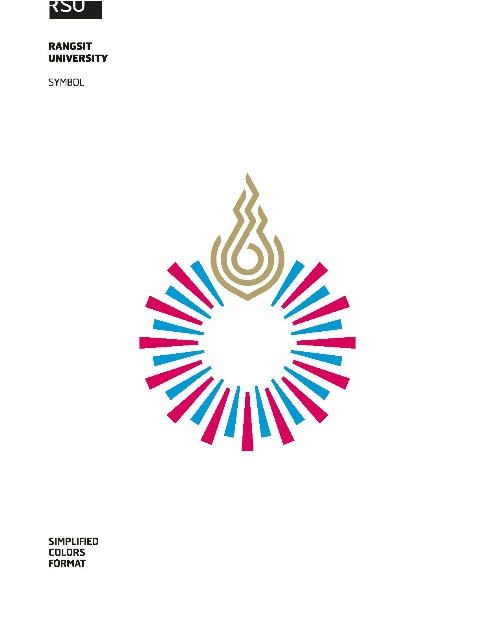 RSU
RANGSIT
UNIVERSITY
SYMBOL
SIMPLIFIED
COLORS
FORMAT